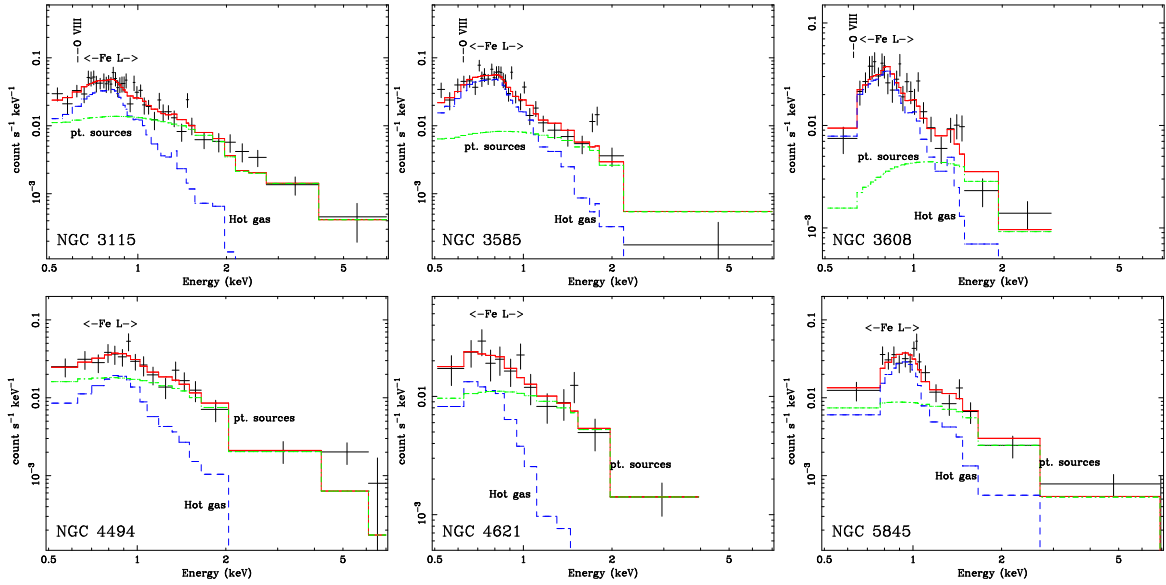 --O VIII
<-Fe L->
0.1
0.01
10⁻³
count s⁻¹ keV⁻¹
pt. sources
Hot gas
NGC 3115
0.5 1 2 5
Energy (keV)
--O VIII
<-Fe L->
0.1
0.01
10⁻³
count s⁻¹ keV⁻¹
pt. sources
Hot gas
NGC 3585
0.5 1 2 5
Energy (keV)
--O VIII
<-Fe L->
0.1
0.01
10⁻³
count s⁻¹ keV⁻¹
pt. sources
Hot gas
NGC 3608
0.5 1 2 5
Energy (keV)
<-Fe L->
0.1
0.01
10⁻³
count s⁻¹ keV⁻¹
pt. sources
Hot gas
NGC 4494
0.5 1 2 5
Energy (keV)
<-Fe L->
0.01
10⁻³
count s⁻¹ keV⁻¹
pt. sources
Hot gas
NGC 4621
0.5 1 2 5
Energy (keV)
<-Fe L->
0.1
0.01
10⁻³
count s⁻¹ keV⁻¹
pt. sources
Hot gas
NGC 5845
0.5 1 2 5
Energy (keV)